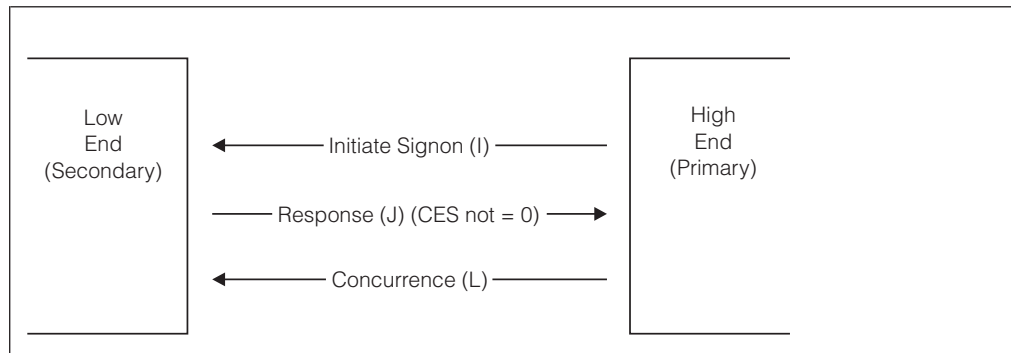 Low
End
(Secondary)
High
End
(Primary)
Initiate Signon (I)
Response (J) (CES not = 0)
Concurrence (L)